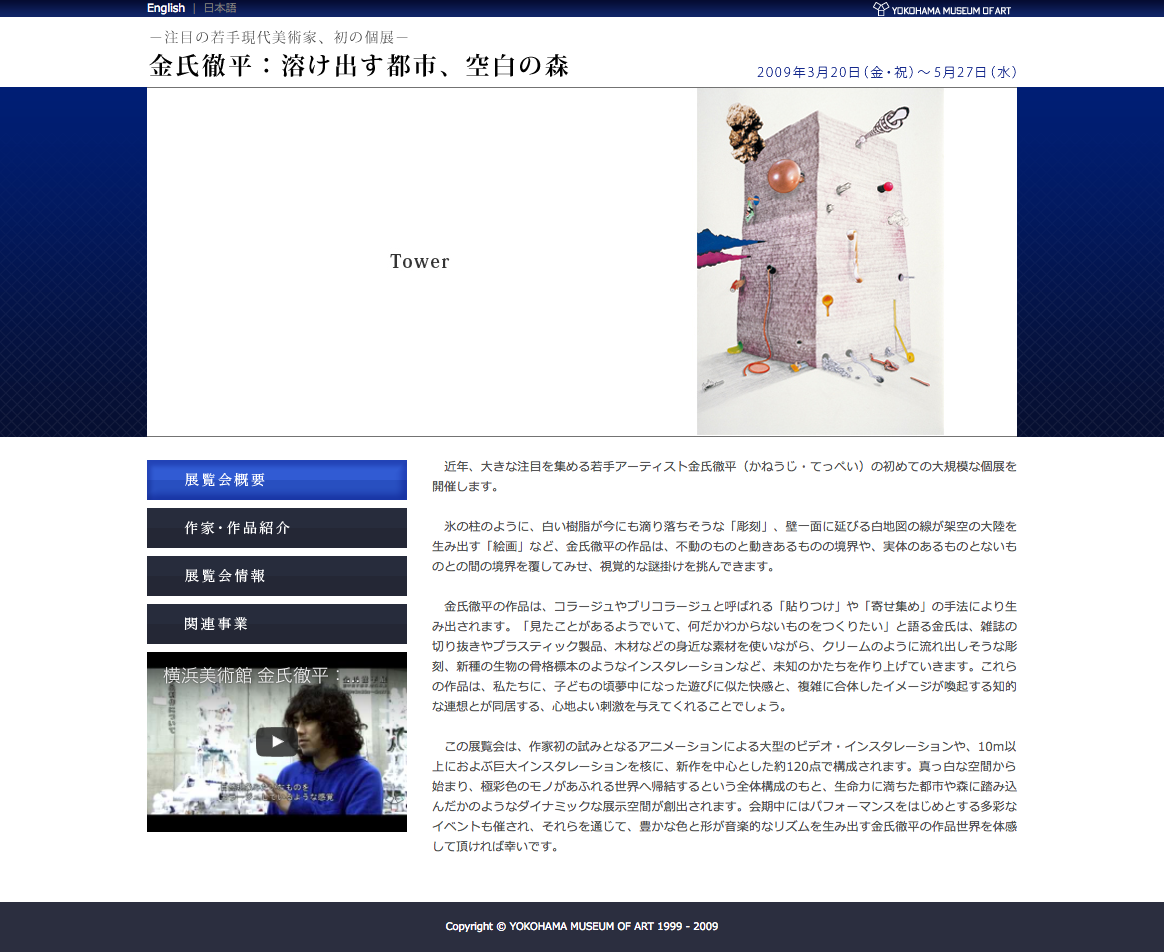 English | 日本語
YOKOHAMA MUSEUM OF ART
―注目の若手現代美術家、初の個展―
金氏徹平：溶け出す都市、空白の森
2009年3月20日（金・祝）～5月27日（水）
Tower
展覧会概要
作家・作品紹介
展覧会情報
関連事業
横浜美術館 金氏徹平：...
近年、大きな注目を集める若手アーティスト金氏徹平（かねうじ・てっぺい）の初めての大規模な個展を
開催します。
氷の柱のように、白い樹脂が今にも滴り落ちそうな「彫刻」、壁一面に延びる白地図の線が架空の大陸を
生み出す「絵画」など、金氏徹平の作品は、不動のものと動きあるものの境界や、実体のあるものとないも
のとの間の境界を覆してみせ、視覚的な謎掛けを挑んできます。
金氏徹平の作品は、コラージュやブリコラージュと呼ばれる「貼りつけ」や「寄せ集め」の手法により生
み出されます。「見たことがあるようでいて、何だかわからないものをつくりたい」と語る金氏は、雑誌の
切り抜きやプラスティック製品、木材などの身近な素材を使いながら、クリームのように流れ出しそうな彫
刻、新種の生物の骨格標本のようなインスタレーションなど、未知のかたちを作り上げていきます。これら
の作品は、私たちに、子どもの頃夢中になった遊びに似た快感と、複雑に合体したイメージが喚起する知的
な連想とが同居する、心地よい刺激を与えてくれることでしょう。
この展覧会は、作家初の試みとなるアニメーションによる大型のビデオ・インスタレーションや、10m以
上におよぶ巨大インスタレーションを核に、新作を中心とした約120点で構成されます。真っ白な空間から
始まり、極彩色のモノがあふれる世界へ帰結するという全体構成のもと、生命力に満ちた都市や森に踏み込
んだかのようなダイナミックな展示空間が創出されます。会期中にはパフォーマンスをはじめとする多彩な
イベントも催され、それらを通じて、豊かな色と形が音楽的なリズムを生み出す金氏徹平の作品世界を体感
して頂ければ幸いです。
Copyright © YOKOHAMA MUSEUM OF ART 1999 - 2009